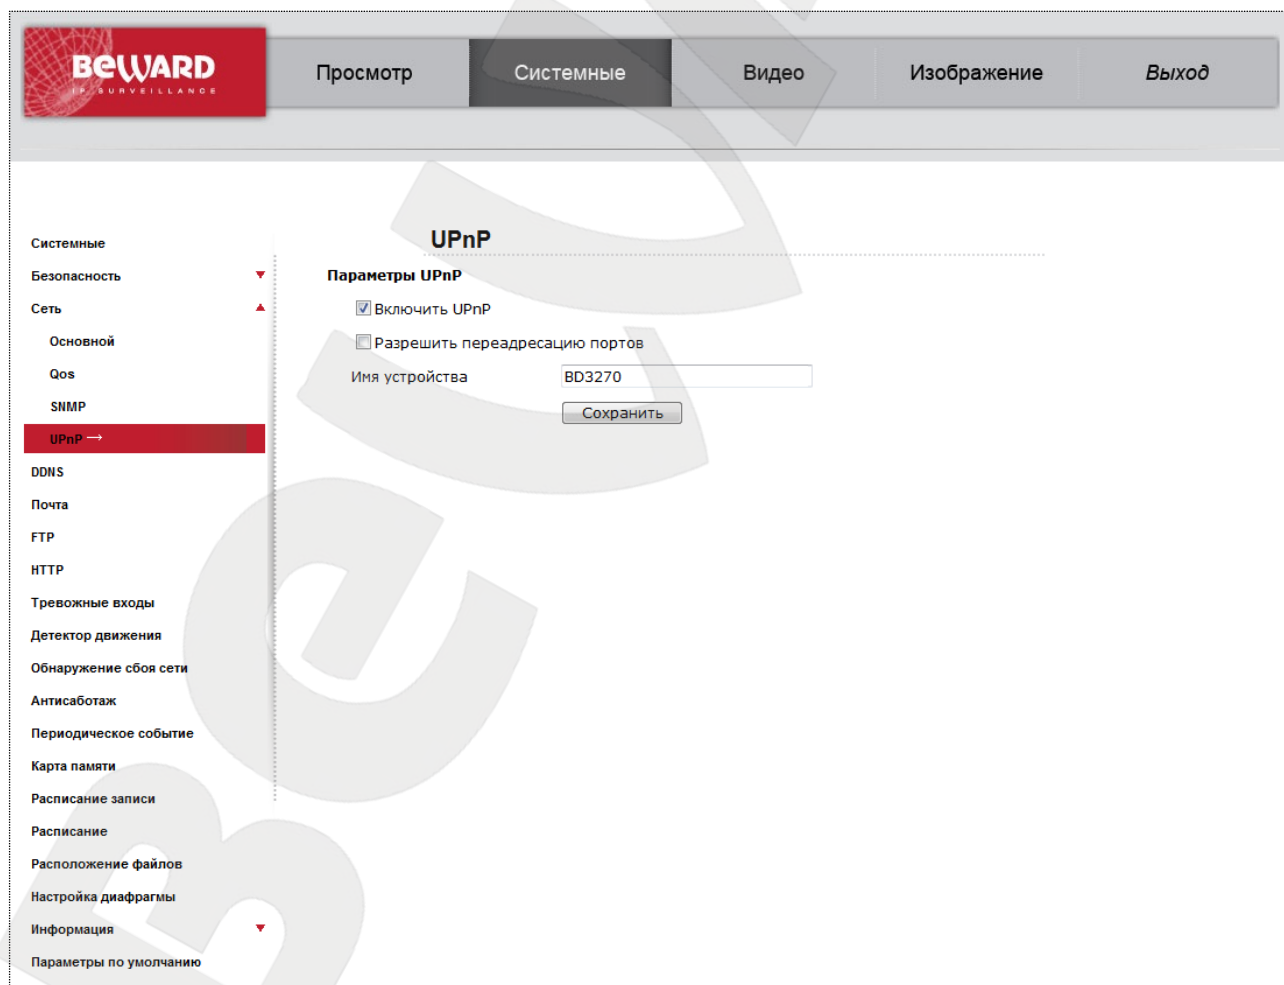 BEWARD
IP SURVEILLANCE
Просмотр
Системные
Видео
Изображение
Выход
Системные
Безопасность
Сеть
Основной
Qos
SNMP
UPnP →
DDNS
Почта
FTP
HTTP
Тревожные входы
Детектор движения
Обнаружение сбоя сети
Антисаботаж
Периодическое событие
Карта памяти
Расписание записи
Расписание
Расположение файлов
Настройка диафрагмы
Информация
Параметры по умолчанию
UPnP
Параметры UPnP
Включить UPnP
Разрешить переадресацию портов
Имя устройства BD3270
Сохранить